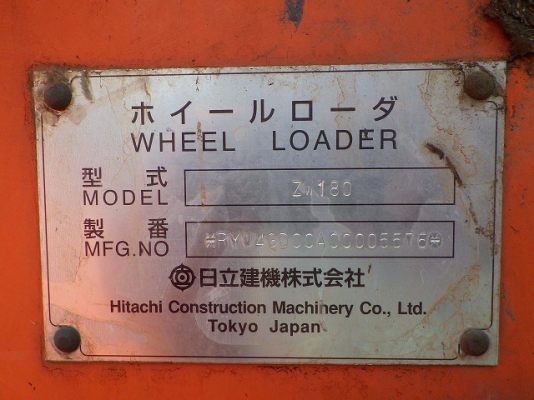 ホイールローダ
WHEEL LOADER
型式
MODEL ZW180
製番
MFG.NO
日立建機株式会社
Hitachi Construction Machinery Co., Ltd.
Tokyo Japan